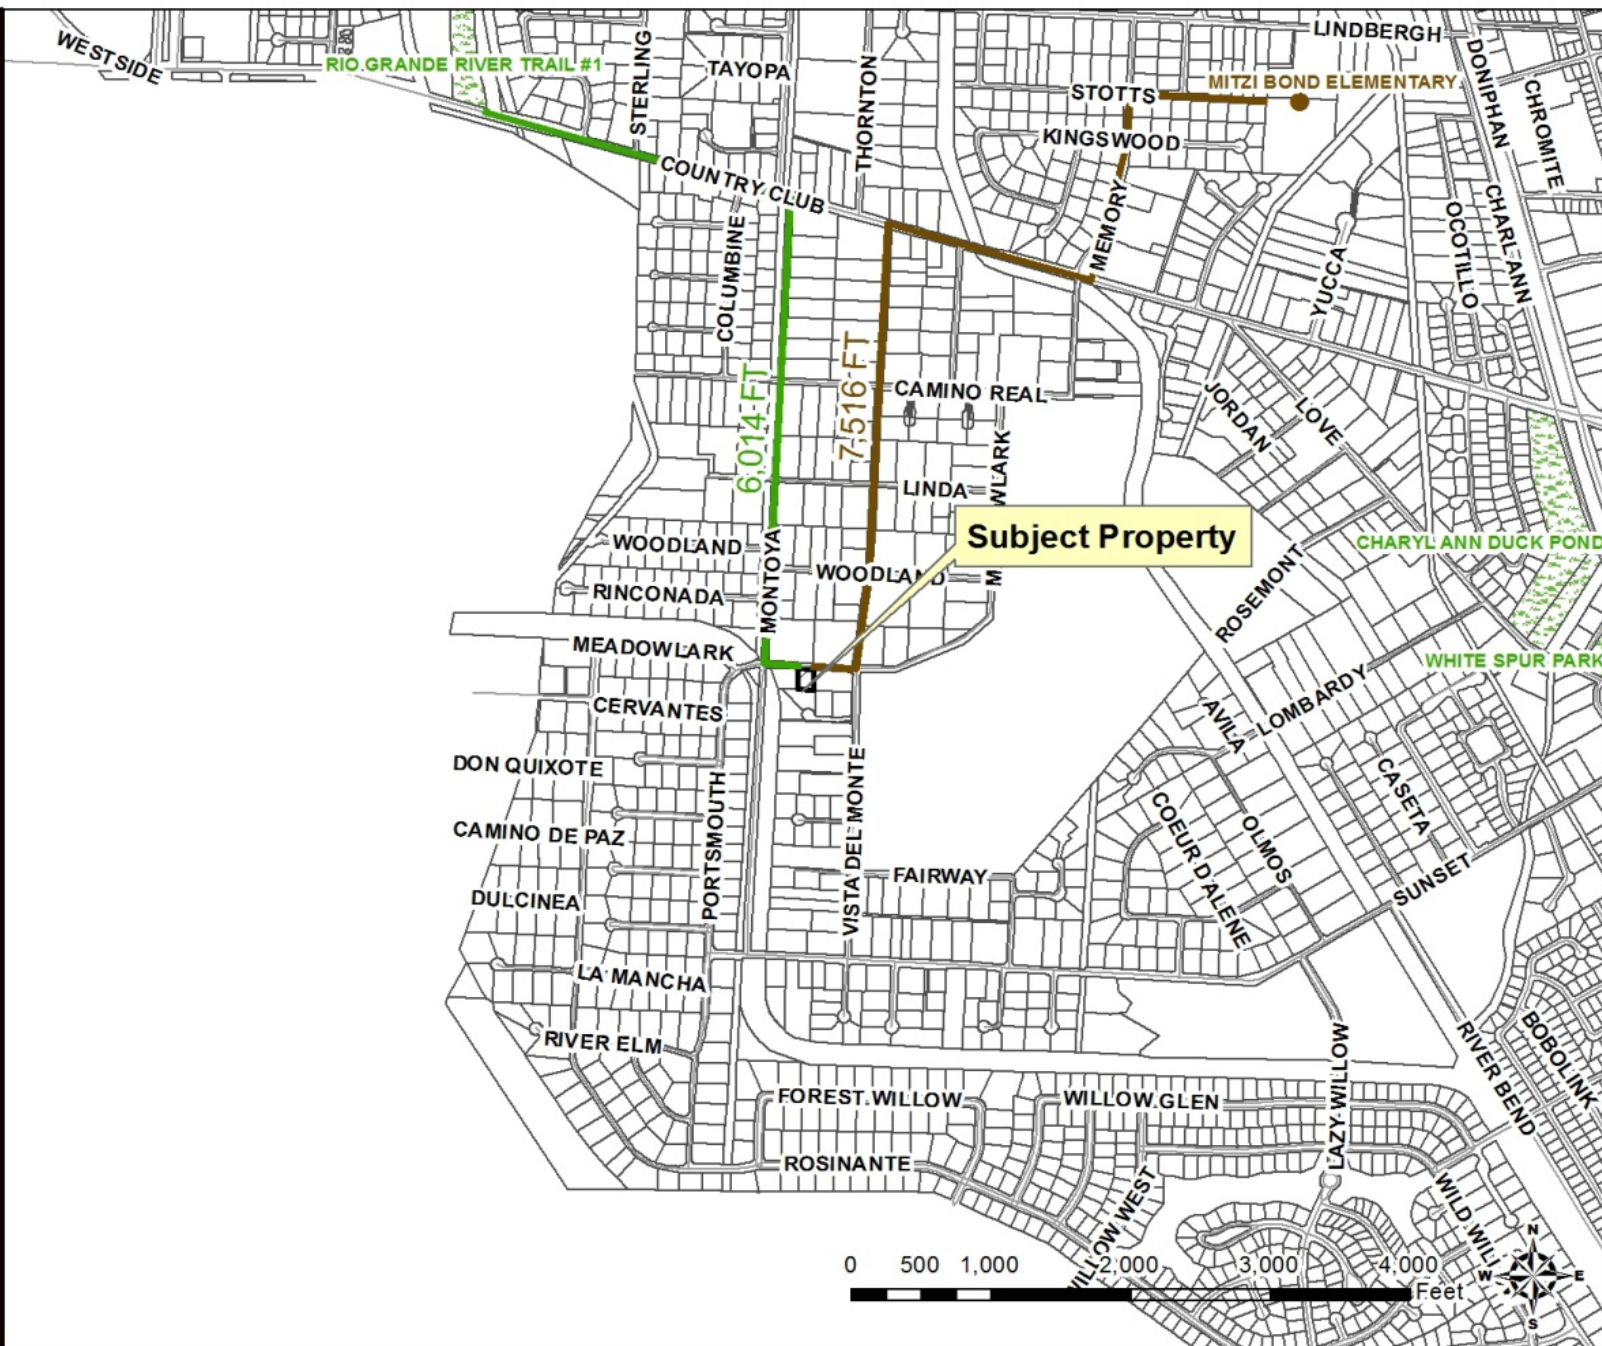 LINDBERGH
WESTSIDE
RIO.GRANDE RIVER TRAIL #1
STERLING
TAYOPA
THORNTON
STOTTS
MITZI BOND ELEMENTARY
DONIPHAN
CHROMITE
KINGSWOOD
COUNTRY CLUB
MEMORY
COLUMBINE
YUCCA
OCOTILLO
CHARL ANN
6,014 FT
7,516 FT
CAMINO REAL
JORDAN
LOVE
LINDA
WLARK
M
Subject Property
WOODLAND
WOODLAND
MONTOYA
RINCONADA
CHARYL ANN DUCK POND
ROSEMONT
MEADOWLARK
WHITE SPUR PARK
CERVANTES
AVILA
LOMBARDY
DON QUIXOTE
PORTSMOUTH
VISTA DEL MONTE
CASETA
CAMINO DE PAZ
COEUR D ALENE
OLMOS
FAIRWAY
SUNSET
DULCINEA
LA MANCHA
RIVER ELM
RIVER BEND
BOBOLINK
FOREST.WILLOW
WILLOW.GLEN
LAZY WILLOW
ROSINANTE
WILLOW WEST
WILD WILL
0 500 1,000 2,000 3,000 4,000
Feet
N
W E
S